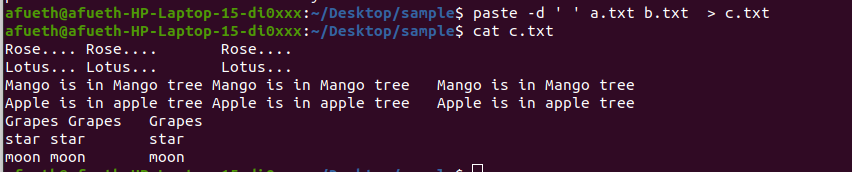 afueth@afueth-HP-Laptop-15-di0xxx:~/Desktop/sample$ paste -d ' ' a.txt b.txt  > c.txt
afueth@afueth-HP-Laptop-15-di0xxx:~/Desktop/sample$ cat c.txt
Rose.... Rose....       Rose....
Lotus... Lotus...       Lotus...
Mango is in Mango tree Mango is in Mango tree   Mango is in Mango tree
Apple is in apple tree Apple is in apple tree   Apple is in apple tree
Grapes Grapes   Grapes
star star       star
moon moon       moon
afueth@afueth-HP-Laptop-15-di0xxx:~/Desktop/sample$